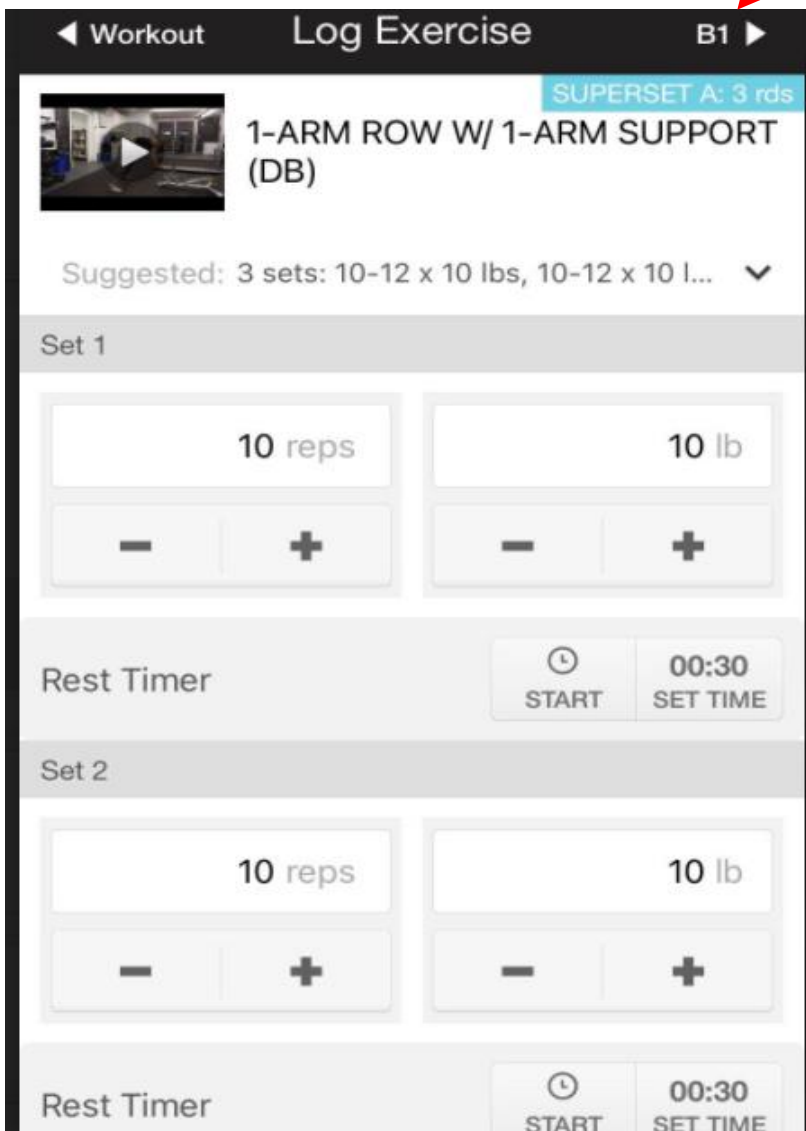 Workout Log Exercise B1
SUPERSET A: 3 rds
1-ARM ROW W/ 1-ARM SUPPORT
(DB)
Suggested: 3 sets: 10-12 x 10 lbs, 10-12 x 10 l...
Set 1
10 reps 10 lb
Rest Timer START 00:30 SET TIME
Set 2
10 reps 10 lb
Rest Timer START 00:30 SET TIME